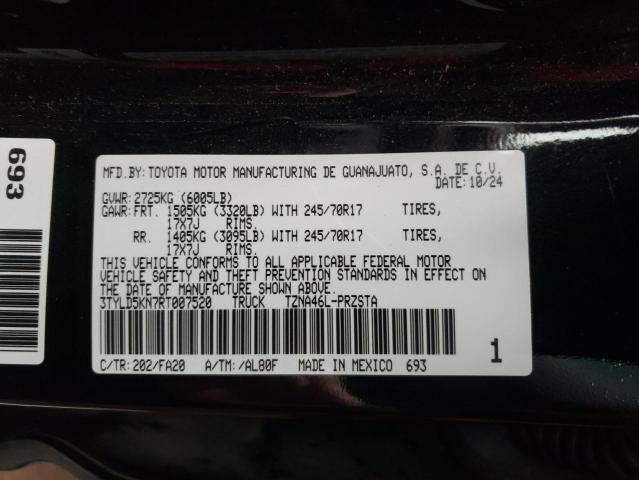 693
MFD.BY:TOYOTA MOTOR MANUFACTURING DE GUANAJUATO, S.A. DE C.V.
DATE:10/24
GVWR:2725KG (6005LB)
GAWR:FRT. 1505KG (3320LB) WITH 245/70R17 TIRES,
17X7J RIMS.
RR. 1405KG (3095LB) WITH 245/70R17 TIRES,
17X7J RIMS.
THIS VEHICLE CONFORMS TO ALL APPLICABLE FEDERAL MOTOR
VEHICLE SAFETY AND THEFT PREVENTION STANDARDS IN EFFECT ON
THE DATE OF MANUFACTURE SHOWN ABOVE.
3TYLD5KN7RT007520 TRUCK TZNA46L-PRZSTA
C/TR:202/FA20 A/TM:/AL80F MADE IN MEXICO 693
1